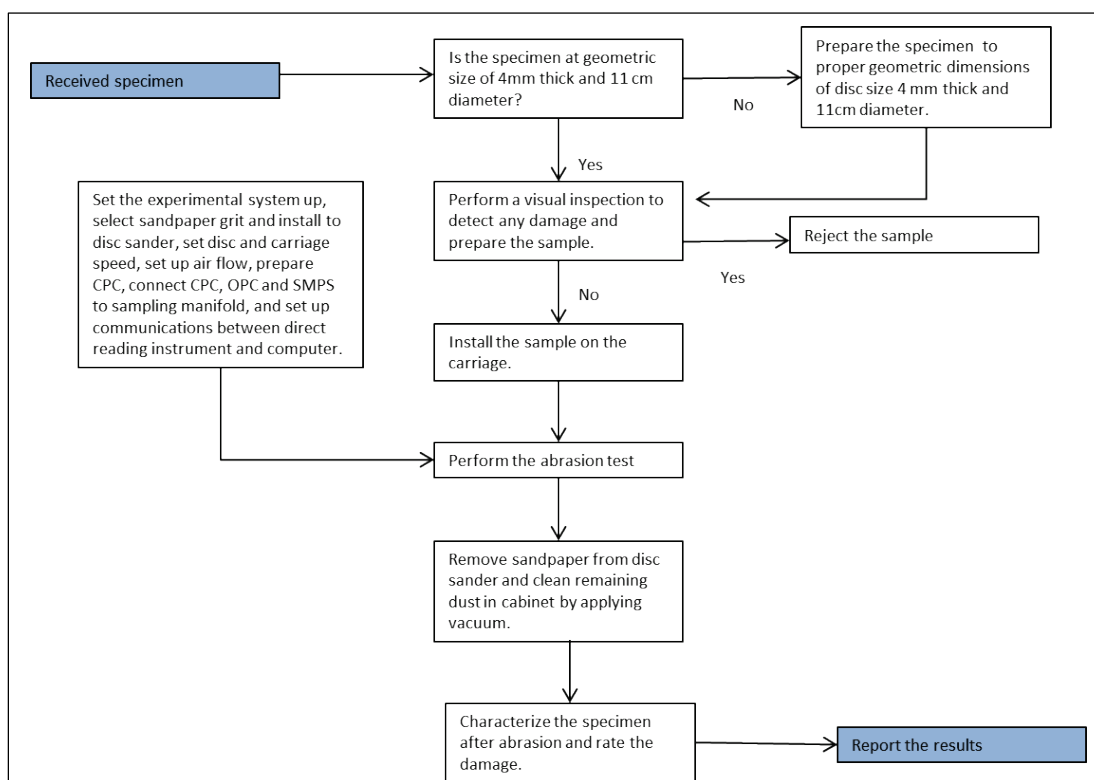 Received specimen
Is the specimen at geometric
size of 4mm thick and 11 cm
diameter?
No
Prepare the specimen to
proper geometric dimensions
of disc size 4 mm thick and
11cm diameter.
Yes
Set the experimental system up,
select sandpaper grit and install to
disc sander, set disc and carriage
speed, set up air flow, prepare
CPC, connect CPC, OPC and SMPS
to sampling manifold, and set up
communications between direct
reading instrument and computer.
Perform a visual inspection to
detect any damage and
prepare the sample.
Yes
Reject the sample
No
Install the sample on the
carriage.
Perform the abrasion test
Remove sandpaper from disc
sander and clean remaining
dust in cabinet by applying
vacuum.
Characterize the specimen
after abrasion and rate the
damage.
Report the results